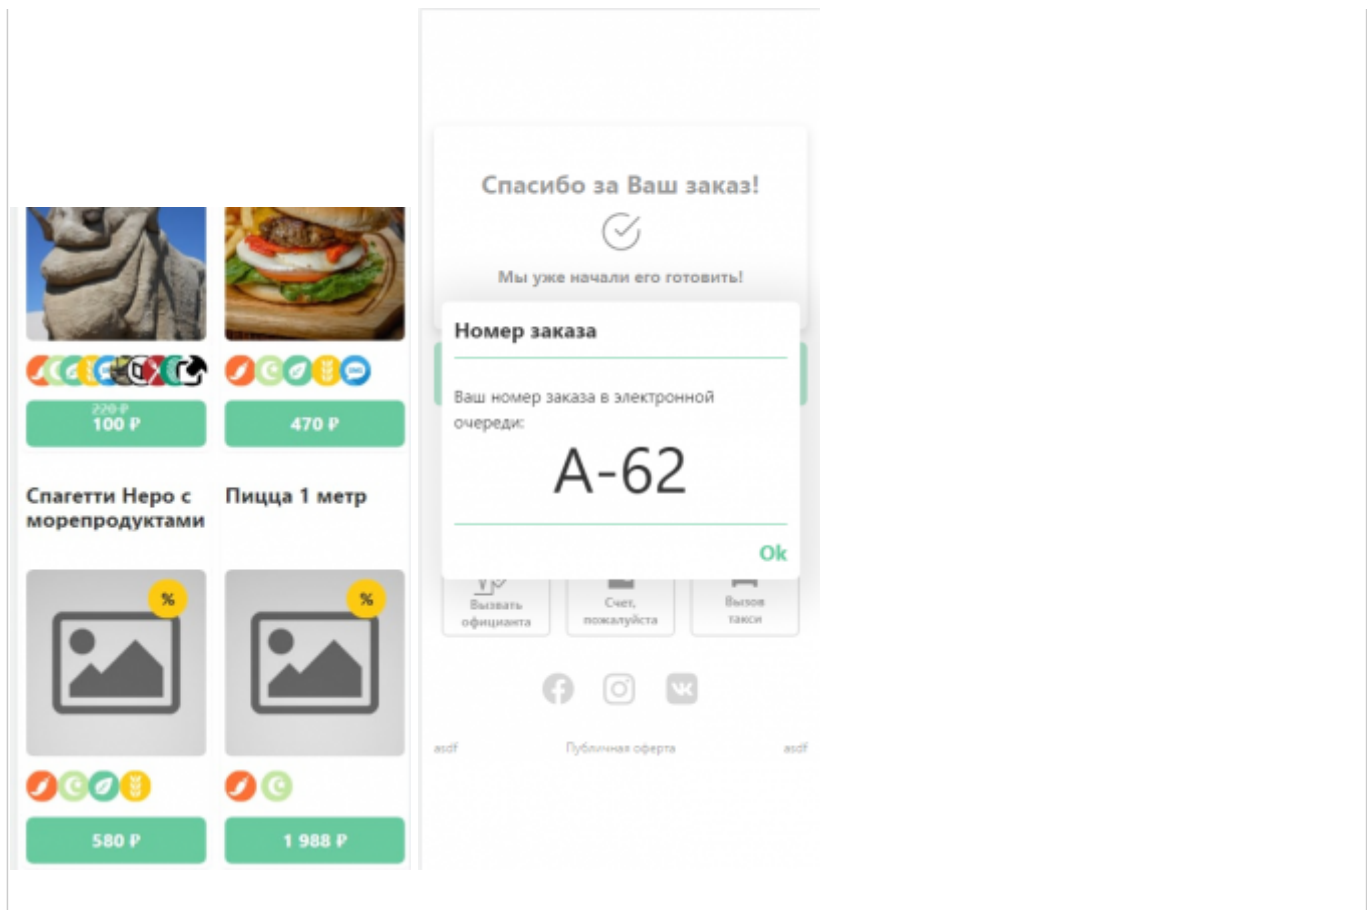 220 ₽
100 ₽
470 ₽
Спагетти Неро с
морепродуктами
Пицца 1 метр
%
%
580 ₽
1 988 ₽
Спасибо за Ваш заказ!
Мы уже начали его готовить!
Номер заказа
Ваш номер заказа в электронной
очереди:
A-62
Ok
Вызвать
официанта
Счет,
пожалуйста
Вызов
такси
asdf
Публичная оферта
asdf